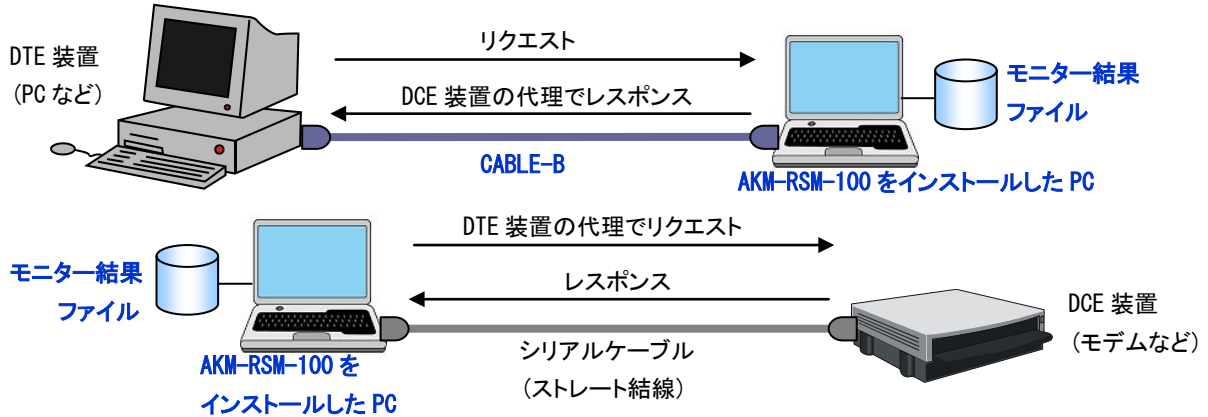 DTE 装置
(PC など)
リクエスト
DCE 装置の代理でレスポンス
CABLE-B
モニター結果
ファイル
AKM-RSM-100 をインストールした PC
モニター結果
ファイル
AKM-RSM-100 を
インストールした PC
DTE 装置の代理でリクエスト
レスポンス
シリアルケーブル
(ストレート結線)
DCE 装置
(モデムなど)